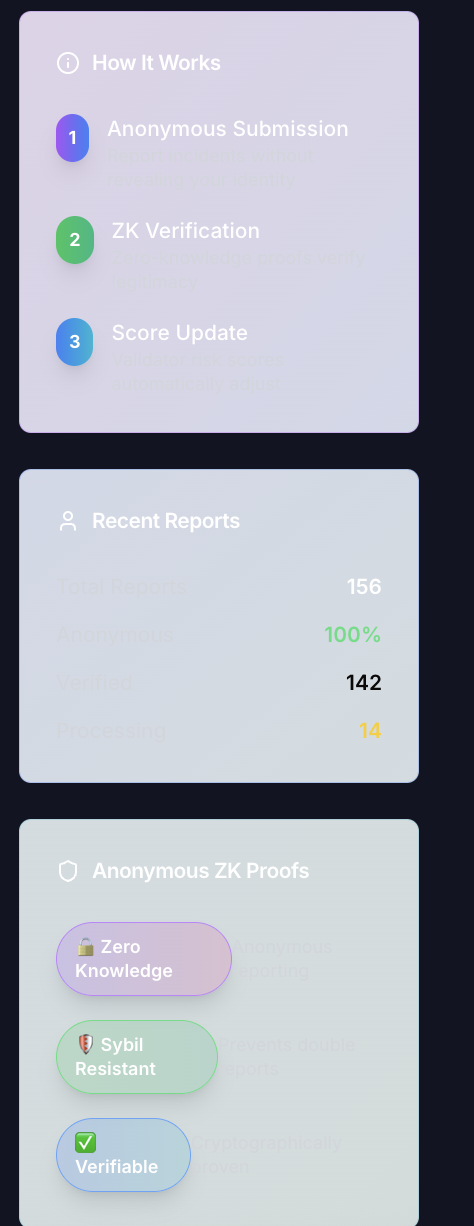 How It Works
1
Anonymous Submission
Report incidents without
revealing your identity
2
ZK Verification
Zero-knowledge proofs verify
legitimacy
3
Score Update
Validator risk scores
automatically adjust
Recent Reports
Total Reports 156
Anonymous 100%
Verified 142
Processing 14
Anonymous ZK Proofs
🔒 Zero
Knowledge
Anonymous
reporting
🛡️ Sybil
Resistant
Prevents double
reports
✅
Verifiable
Cryptographically
proven